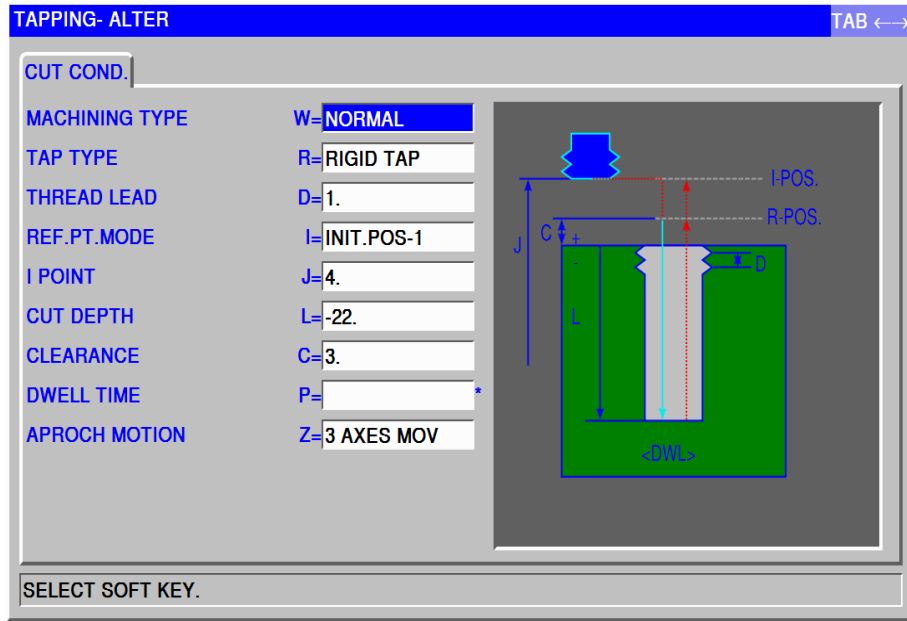 TAPPING- ALTER TAB ←→
CUT COND.
MACHINING TYPE W=NORMAL
TAP TYPE R=RIGID TAP
THREAD LEAD D=1.
REF.PT.MODE I=INIT.POS-1
I POINT J=4.
CUT DEPTH L=-22.
CLEARANCE C=3.
DWELL TIME P= *
APROCH MOTION Z=3 AXES MOV
I-POS.
R-POS.
J
C
+
-
D
L
<DWL>
SELECT SOFT KEY.